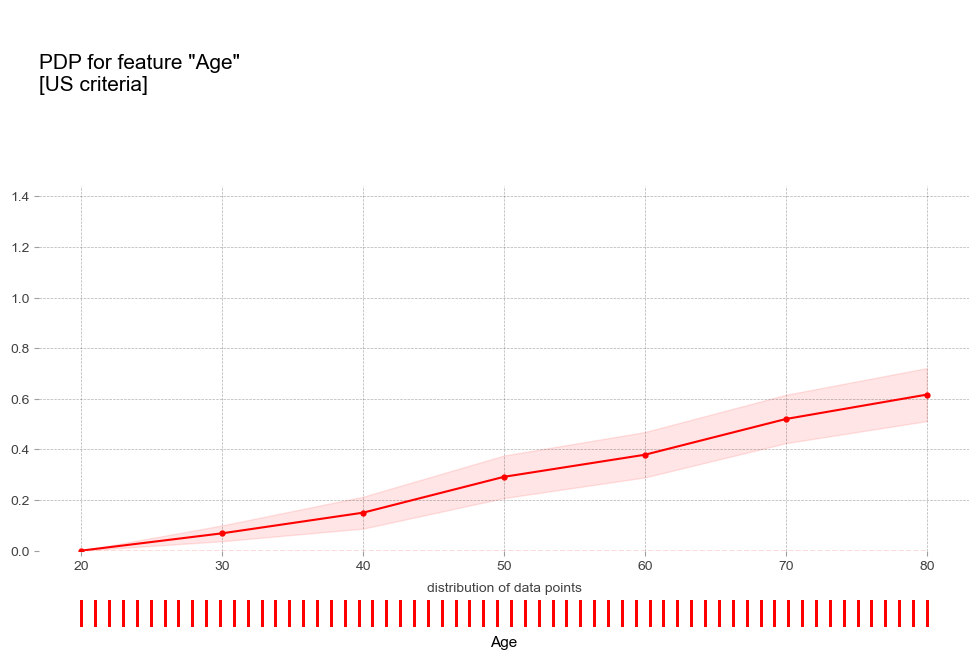 PDP for feature "Age"
[US criteria]
1.4
1.2
1.0
0.8
0.6
0.4
0.2
0.0
20 30 40 50 60 70 80
distribution of data points
Age